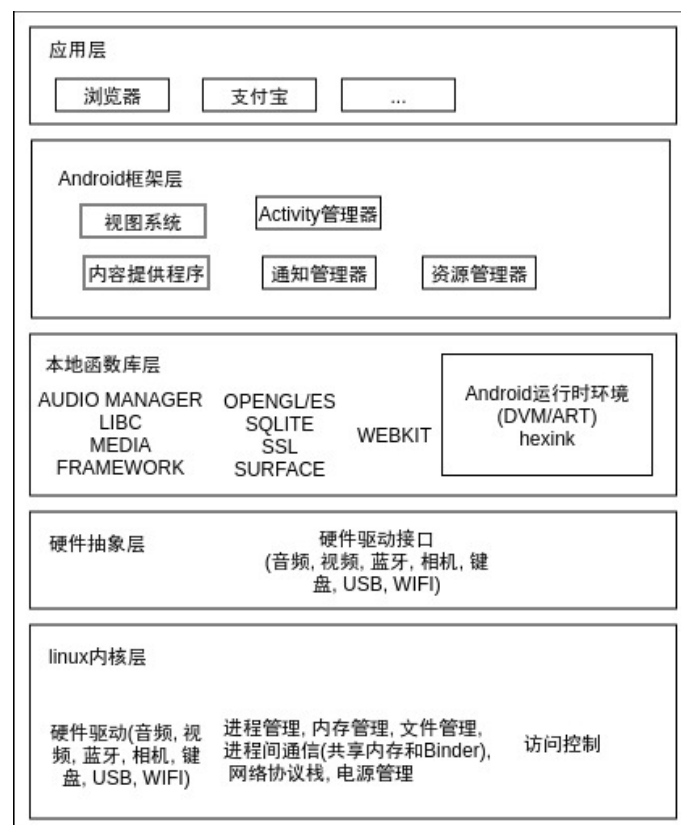 应用层
浏览器
支付宝
...
Android框架层
视图系统
Activity管理器
内容提供程序
通知管理器
资源管理器
本地函数库层
AUDIO MANAGER
LIBC
MEDIA
FRAMEWORK
OPENGL/ES
SQLITE
SSL
SURFACE
WEBKIT
Android运行时环境
(DVM/ART)
hexink
硬件抽象层
硬件驱动接口
(音频, 视频, 蓝牙, 相机, 键
盘, USB, WIFI)
linux内核层
硬件驱动(音频, 视
频, 蓝牙, 相机, 键
盘, USB, WIFI)
进程管理, 内存管理, 文件管理,
进程间通信(共享内存和Binder),
网络协议栈, 电源管理
访问控制